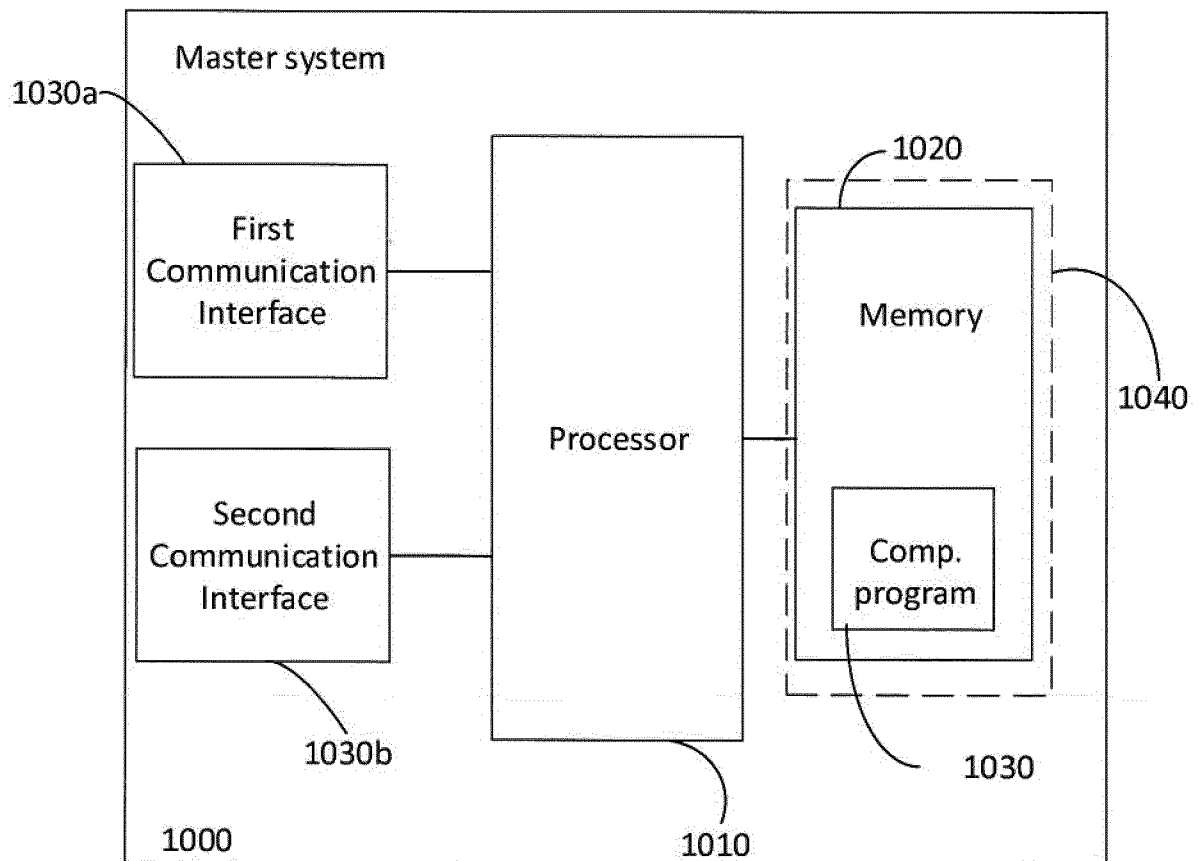 Master system
1030a
1020
First
Communication
Interface
Memory
1040
Processor
Second
Communication
Interface
Comp.
program
1030b
1030
1000
1010